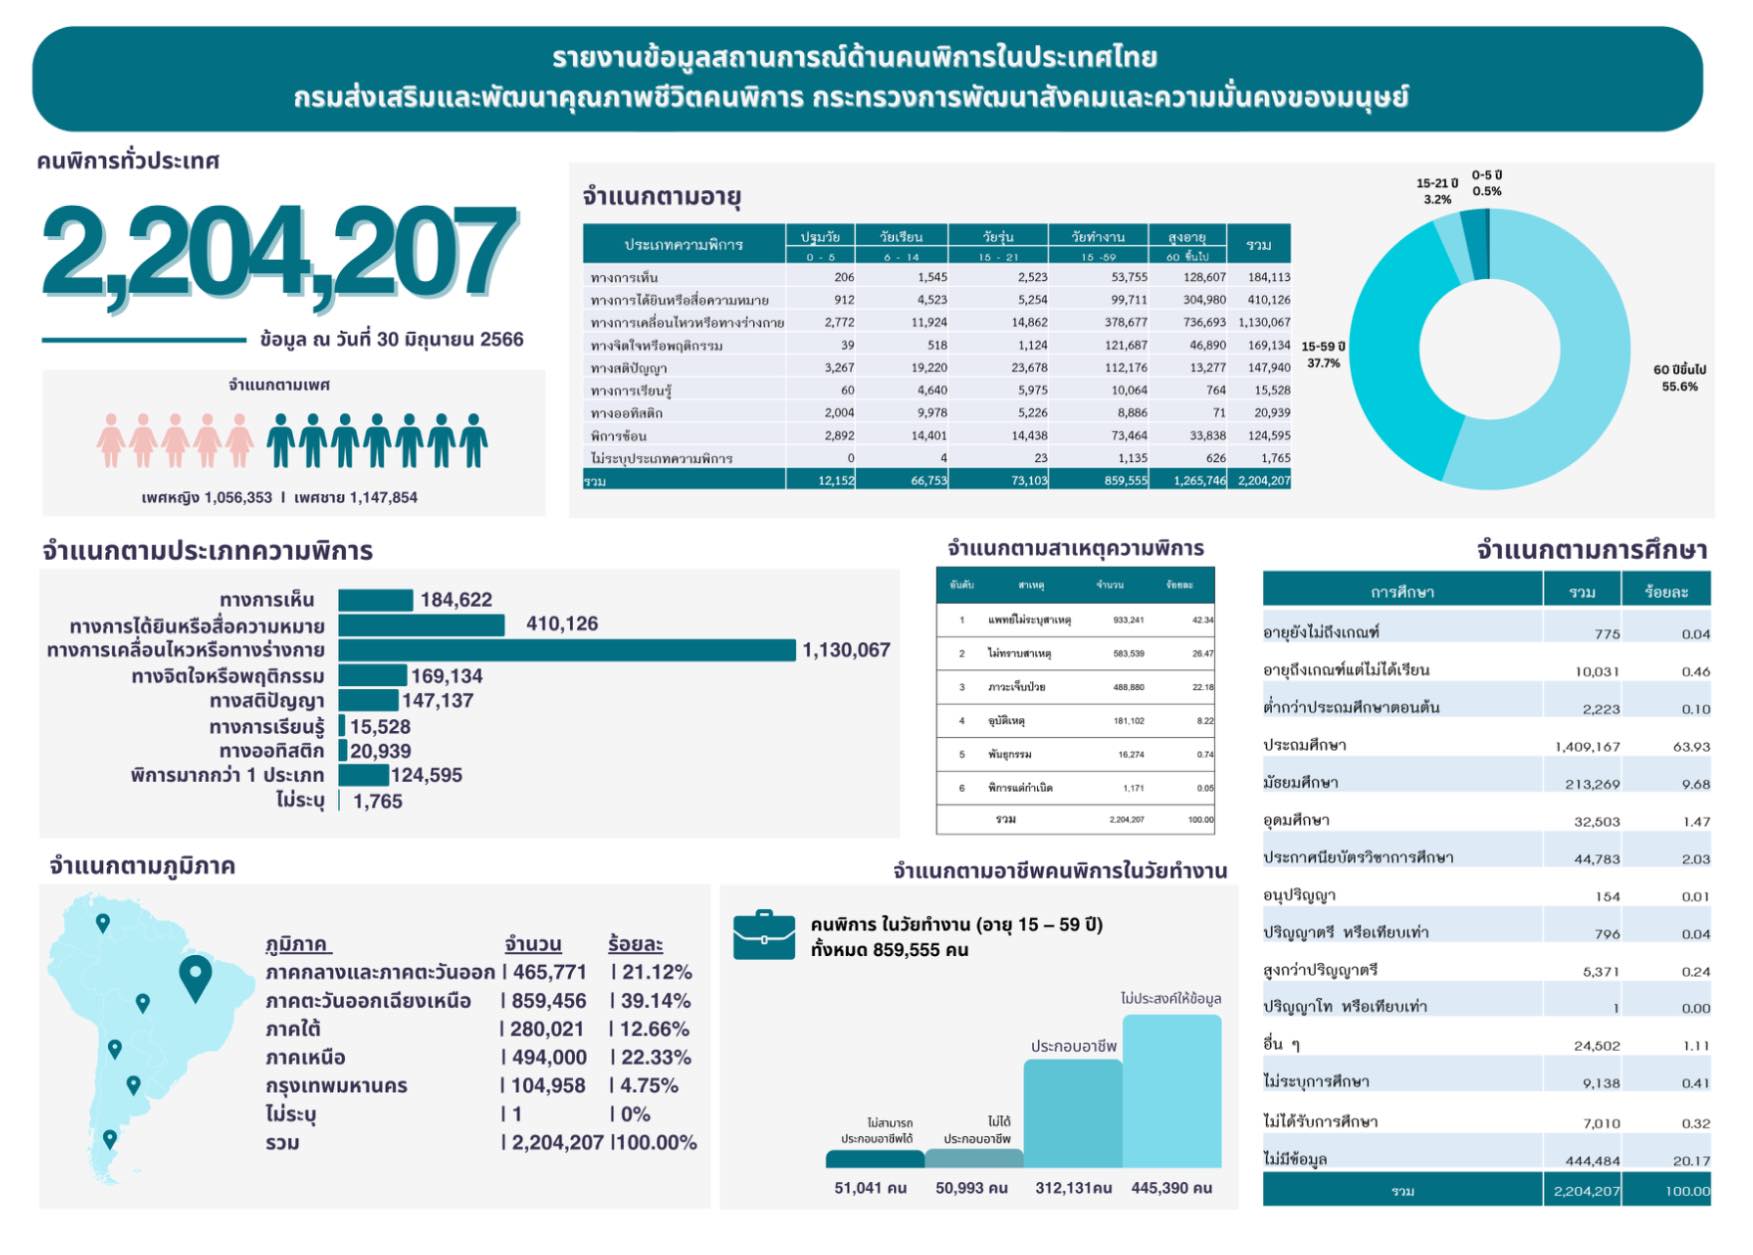 รายงานข้อมูลสถานการณ์ด้านคนพิการในประเทศไทย
กรมส่งเสริมและพัฒนาคุณภาพชีวิตคนพิการ กระทรวงการพัฒนาสังคมและความมั่นคงของมนุษย์
คนพิการทั่วประเทศ
2,204,207
ข้อมูล ณ วันที่ 30 มิถุนายน 2566
จำแนกตามเพศ
เพศหญิง 1,056,353 | เพศชาย 1,147,854
จำแนกตามอายุ
ประเภทความพิการ ปฐมวัย วัยเรียน วัยรุ่น วัยทำงาน สูงอายุ รวม
0 - 5 6 - 14 15 - 21 15 -59 60 ขึ้นไป
ทางการเห็น 206 1,545 2,523 53,755 128,607 184,113
ทางการได้ยินหรือสื่อความหมาย 912 4,523 5,254 99,711 304,980 410,126
ทางการเคลื่อนไหวหรือทางร่างกาย 2,772 11,924 14,862 378,677 736,693 1,130,067
ทางจิตใจหรือพฤติกรรม 39 518 1,124 121,687 46,890 169,134
ทางสติปัญญา 3,267 19,220 23,678 112,176 13,277 147,940
ทางการเรียนรู้ 60 4,640 5,975 10,064 764 15,528
ทางออทิสติก 2,004 9,978 5,226 8,886 71 20,939
พิการซ้อน 2,892 14,401 14,438 73,464 33,838 124,595
ไม่ระบุประเภทความพิการ 0 4 23 1,135 626 1,765
รวม 12,152 66,753 73,103 859,555 1,265,746 2,204,207
15-21 ปี
3.2%
0-5 ปี
0.5%
15-59 ปี
37.7%
60 ปีขึ้นไป
55.6%
จำแนกตามประเภทความพิการ
ทางการเห็น 184,622
ทางการได้ยินหรือสื่อความหมาย 410,126
ทางการเคลื่อนไหวหรือทางร่างกาย 1,130,067
ทางจิตใจหรือพฤติกรรม 169,134
ทางสติปัญญา 147,137
ทางการเรียนรู้ 15,528
ทางออทิสติก 20,939
พิการมากกว่า 1 ประเภท 124,595
ไม่ระบุ 1,765
จำแนกตามสาเหตุความพิการ
อันดับ สาเหตุ จำนวน ร้อยละ
1 แพทย์ไม่ระบุสาเหตุ 933,241 42.34
2 ไม่ทราบสาเหตุ 583,539 26.47
3 ภาวะเจ็บป่วย 488,880 22.18
4 อุบัติเหตุ 181,102 8.22
5 พันธุกรรม 16,274 0.74
6 พิการแต่กำเนิด 1,171 0.05
รวม 2,204,207 100.00
จำแนกตามการศึกษา
การศึกษา รวม ร้อยละ
อายุยังไม่ถึงเกณฑ์ 775 0.04
อายุถึงเกณฑ์แต่ไม่ได้เรียน 10,031 0.46
ต่ำกว่าประถมศึกษาตอนต้น 2,223 0.10
ประถมศึกษา 1,409,167 63.93
มัธยมศึกษา 213,269 9.68
อุดมศึกษา 32,503 1.47
ประกาศนียบัตรวิชาการศึกษา 44,783 2.03
อนุปริญญา 154 0.01
ปริญญาตรี หรือเทียบเท่า 796 0.04
สูงกว่าปริญญาตรี 5,371 0.24
ปริญญาโท หรือเทียบเท่า 1 0.00
อื่น ๆ 24,502 1.11
ไม่ระบุการศึกษา 9,138 0.41
ไม่ได้รับการศึกษา 7,010 0.32
ไม่มีข้อมูล 444,484 20.17
รวม 2,204,207 100.00
จำแนกตามภูมิภาค
ภูมิภาค จำนวน ร้อยละ
ภาคกลางและภาคตะวันออก | 465,771 | 21.12%
ภาคตะวันออกเฉียงเหนือ | 859,456 | 39.14%
ภาคใต้ | 280,021 | 12.66%
ภาคเหนือ | 494,000 | 22.33%
กรุงเทพมหานคร | 104,958 | 4.75%
ไม่ระบุ | 1 | 0%
รวม | 2,204,207 |100.00%
จำแนกตามอาชีพคนพิการในวัยทำงาน
คนพิการ ในวัยทำงาน (อายุ 15 – 59 ปี)
ทั้งหมด 859,555 คน
ไม่ประสงค์ให้ข้อมูล
ประกอบอาชีพ
ไม่สามารถ
ประกอบอาชีพได้
ไม่ได้
ประกอบอาชีพ
51,041 คน 50,993 คน 312,131คน 445,390 คน